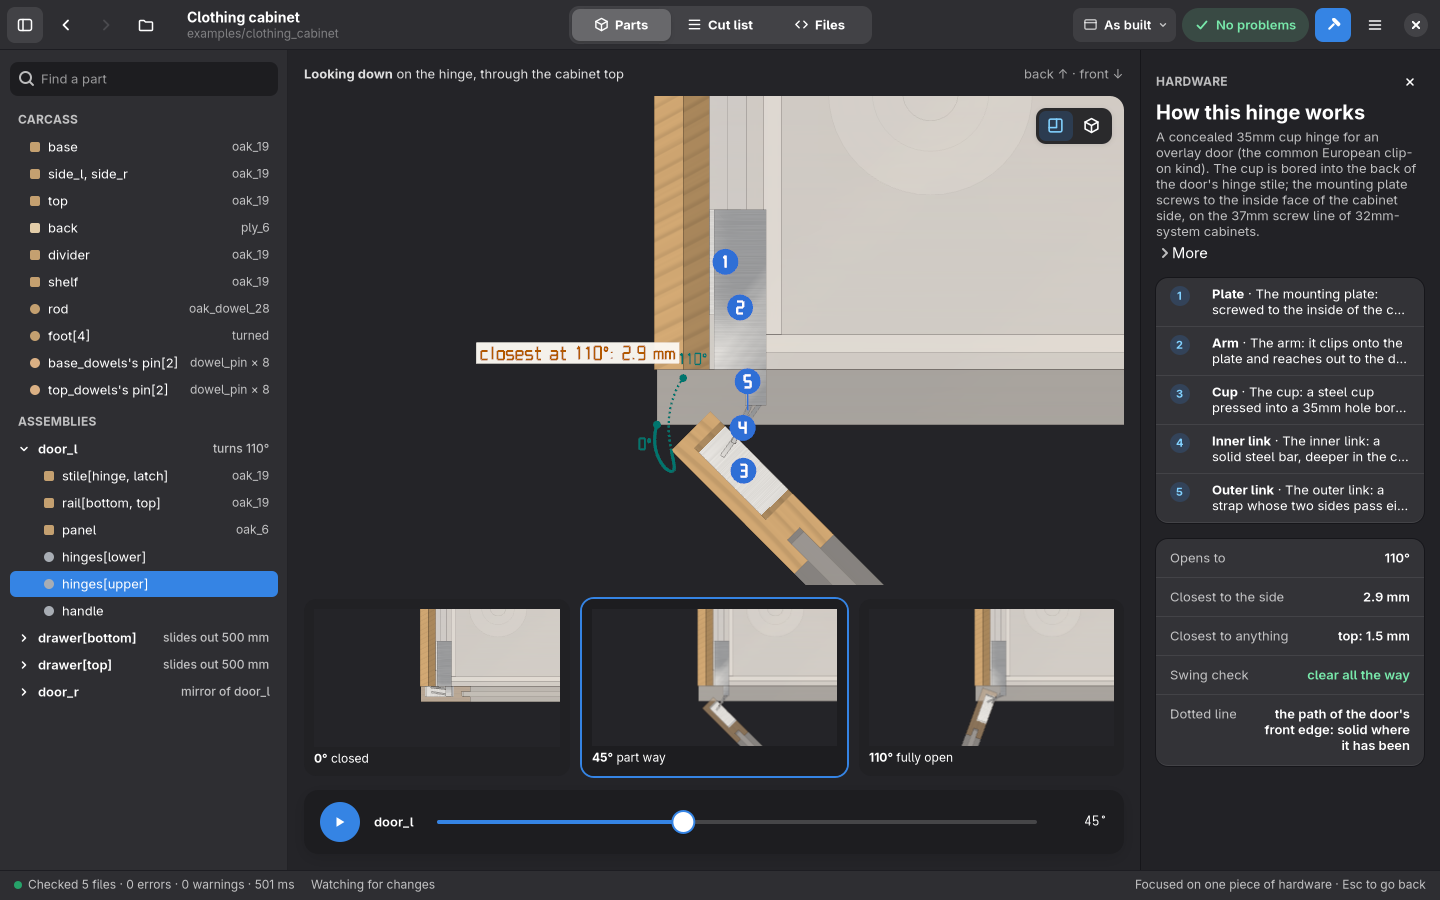 Clothing cabinet
examples/clothing_cabinet
Parts
Cut list
Files
As built
No problems
Find a part
CARCASS
base oak_19
side_l, side_r oak_19
top oak_19
back ply_6
divider oak_19
shelf oak_19
rod oak_dowel_28
foot[4] turned
base_dowels's pin[2] dowel_pin × 8
top_dowels's pin[2] dowel_pin × 8
ASSEMBLIES
door_l turns 110°
stile[hinge, latch] oak_19
rail[bottom, top] oak_19
panel oak_6
hinges[lower]
hinges[upper]
handle
drawer[bottom] slides out 500 mm
drawer[top] slides out 500 mm
door_r mirror of door_l
Looking down on the hinge, through the cabinet top
back ↑ · front ↓
1
2
closest at 110°: 2.9 mm
110°
5
0°
4
3
0° closed
45° part way
110° fully open
door_l
45°
HARDWARE
How this hinge works
A concealed 35mm cup hinge for an
overlay door (the common European clip-
on kind). The cup is bored into the back of
the door's hinge stile; the mounting plate
screws to the inside face of the cabinet
side, on the 37mm screw line of 32mm-
system cabinets.
More
1 Plate · The mounting plate:
screwed to the inside of the c...
2 Arm · The arm: it clips onto the
plate and reaches out to the d...
3 Cup · The cup: a steel cup
pressed into a 35mm hole bor...
4 Inner link · The inner link: a
solid steel bar, deeper in the c...
5 Outer link · The outer link: a
strap whose two sides pass ei...
Opens to 110°
Closest to the side 2.9 mm
Closest to anything top: 1.5 mm
Swing check clear all the way
Dotted line the path of the door's
front edge: solid where
it has been
Checked 5 files · 0 errors · 0 warnings · 501 ms
Watching for changes
Focused on one piece of hardware · Esc to go back